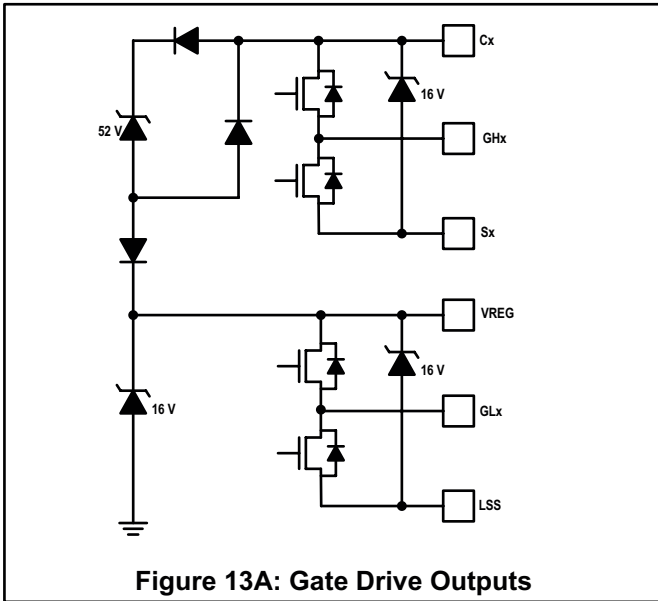 Cx
16 V
52 V
GHx
Sx
VREG
16 V
16 V
GLx
LSS
Figure 13A: Gate Drive Outputs